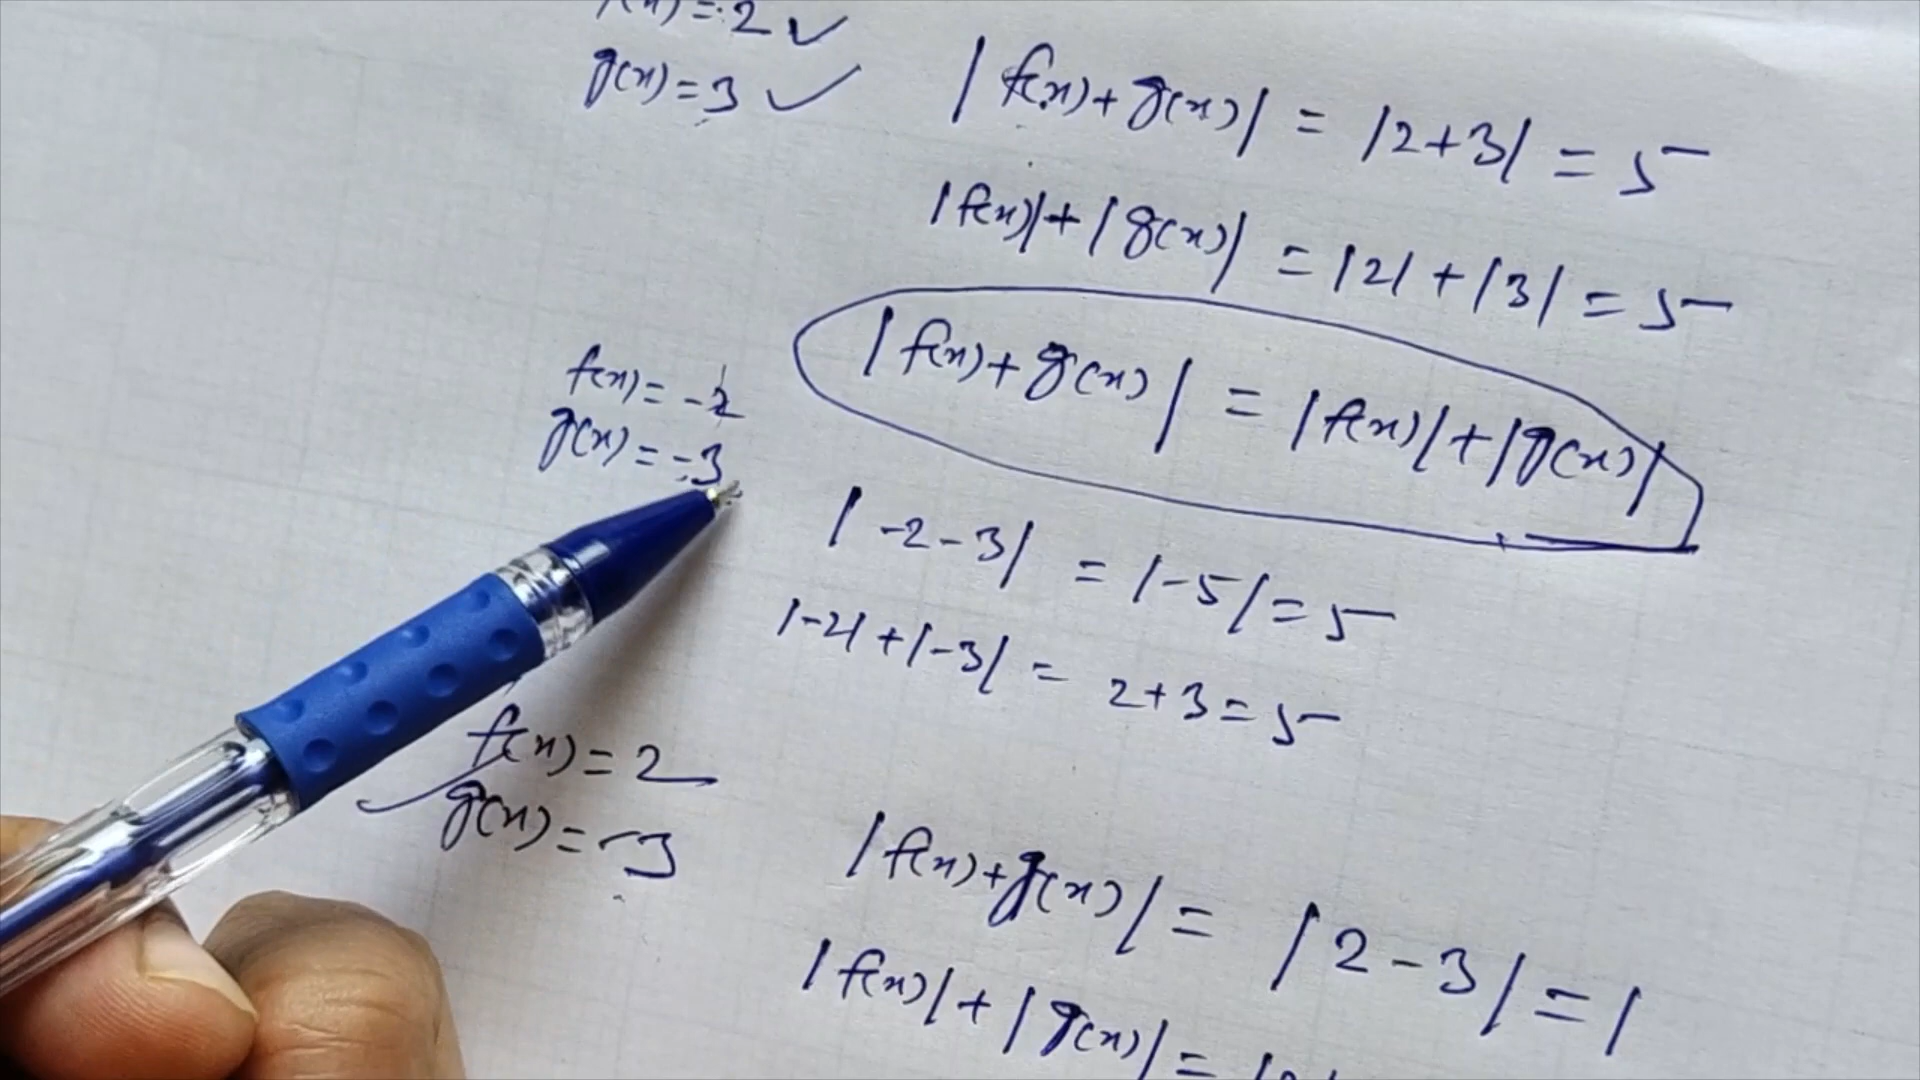 f(x) = 2 ✓
g(x) = 3 ✓
|f(x) + g(x)| = |2+3| = 5
|f(x)| + |g(x)| = |2| + |3| = 5
|f(x) + g(x)| = |f(x)| + |g(x)|
f(x) = -2
g(x) = -3
|-2-3| = |-5| = 5
|-2| + |-3| = 2+3 = 5
f(x) = 2
g(x) = -3
|f(x) + g(x)| = |2-3| = 1
|f(x)| + |g(x)| =